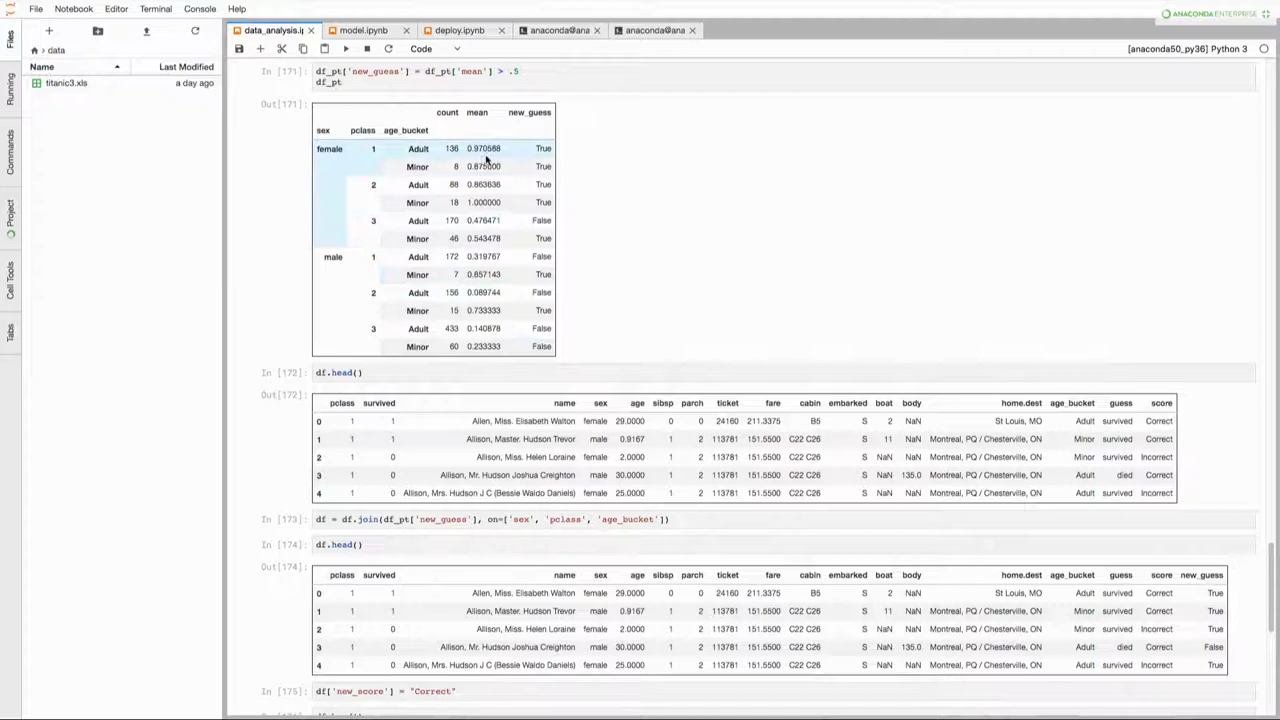 File Notebook Editor Terminal Console Help
ANACONDA ENTERPRISE
data_analysis.i
model.ipynb
deploy.ipynb
anaconda@ana
anaconda@ana
Code
[anaconda50_py36] Python 3
Files
Running
Commands
Project
Cell Tools
Tabs
data
Name Last Modified
titanic3.xls a day ago
In [171]: df_pt['new_guess'] = df_pt['mean'] > .5
df_pt
Out[171]:
count mean new_guess
sex pclass age_bucket
female 1 Adult 136 0.970588 True
Minor 8 0.875000 True
2 Adult 88 0.863636 True
Minor 18 1.000000 True
3 Adult 170 0.476471 False
Minor 46 0.543478 True
male 1 Adult 172 0.319767 False
Minor 7 0.857143 True
2 Adult 156 0.089744 False
Minor 15 0.733333 True
3 Adult 433 0.140878 False
Minor 60 0.233333 False
In [172]: df.head()
Out[172]:
pclass survived name sex age sibsp parch ticket fare cabin embarked boat body home.dest age_bucket guess score
0 1 1 Allen, Miss. Elisabeth Walton female 29.0000 0 0 24160 211.3375 B5 S 2 NaN St Louis, MO Adult survived Correct
1 1 1 Allison, Master. Hudson Trevor male 0.9167 1 2 113781 151.5500 C22 C26 S 11 NaN Montreal, PQ / Chesterville, ON Minor survived Correct
2 1 0 Allison, Miss. Helen Loraine female 2.0000 1 2 113781 151.5500 C22 C26 S NaN NaN Montreal, PQ / Chesterville, ON Minor survived Incorrect
3 1 0 Allison, Mr. Hudson Joshua Creighton male 30.0000 1 2 113781 151.5500 C22 C26 S NaN 135.0 Montreal, PQ / Chesterville, ON Adult died Correct
4 1 0 Allison, Mrs. Hudson J C (Bessie Waldo Daniels) female 25.0000 1 2 113781 151.5500 C22 C26 S NaN NaN Montreal, PQ / Chesterville, ON Adult survived Incorrect
In [173]: df = df.join(df_pt['new_guess'], on=['sex', 'pclass', 'age_bucket'])
In [174]: df.head()
Out[174]:
pclass survived name sex age sibsp parch ticket fare cabin embarked boat body home.dest age_bucket guess score new_guess
0 1 1 Allen, Miss. Elisabeth Walton female 29.0000 0 0 24160 211.3375 B5 S 2 NaN St Louis, MO Adult survived Correct True
1 1 1 Allison, Master. Hudson Trevor male 0.9167 1 2 113781 151.5500 C22 C26 S 11 NaN Montreal, PQ / Chesterville, ON Minor survived Correct True
2 1 0 Allison, Miss. Helen Loraine female 2.0000 1 2 113781 151.5500 C22 C26 S NaN NaN Montreal, PQ / Chesterville, ON Minor survived Incorrect True
3 1 0 Allison, Mr. Hudson Joshua Creighton male 30.0000 1 2 113781 151.5500 C22 C26 S NaN 135.0 Montreal, PQ / Chesterville, ON Adult died Correct False
4 1 0 Allison, Mrs. Hudson J C (Bessie Waldo Daniels) female 25.0000 1 2 113781 151.5500 C22 C26 S NaN NaN Montreal, PQ / Chesterville, ON Adult survived Incorrect True
In [175]: df['new_score'] = "Correct"